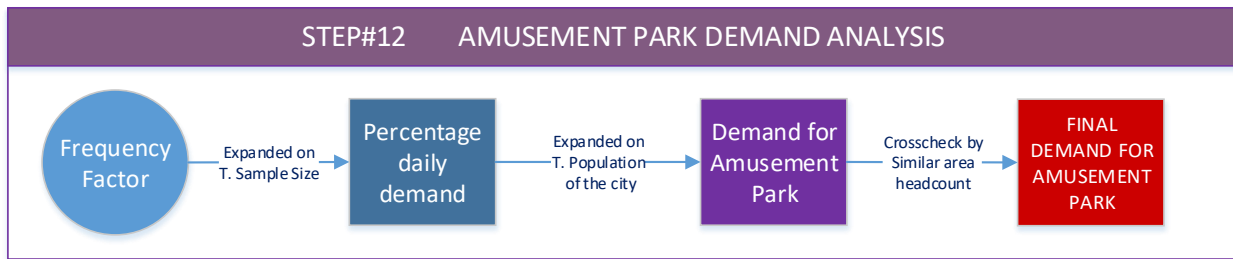 STEP#12 AMUSEMENT PARK DEMAND ANALYSIS
Frequency
Factor
Expanded on
T. Sample Size
Percentage
daily
demand
Expanded on
T. Population
of the city
Demand for
Amusement
Park
Crosscheck by
Similar area
headcount
FINAL
DEMAND FOR
AMUSEMENT
PARK